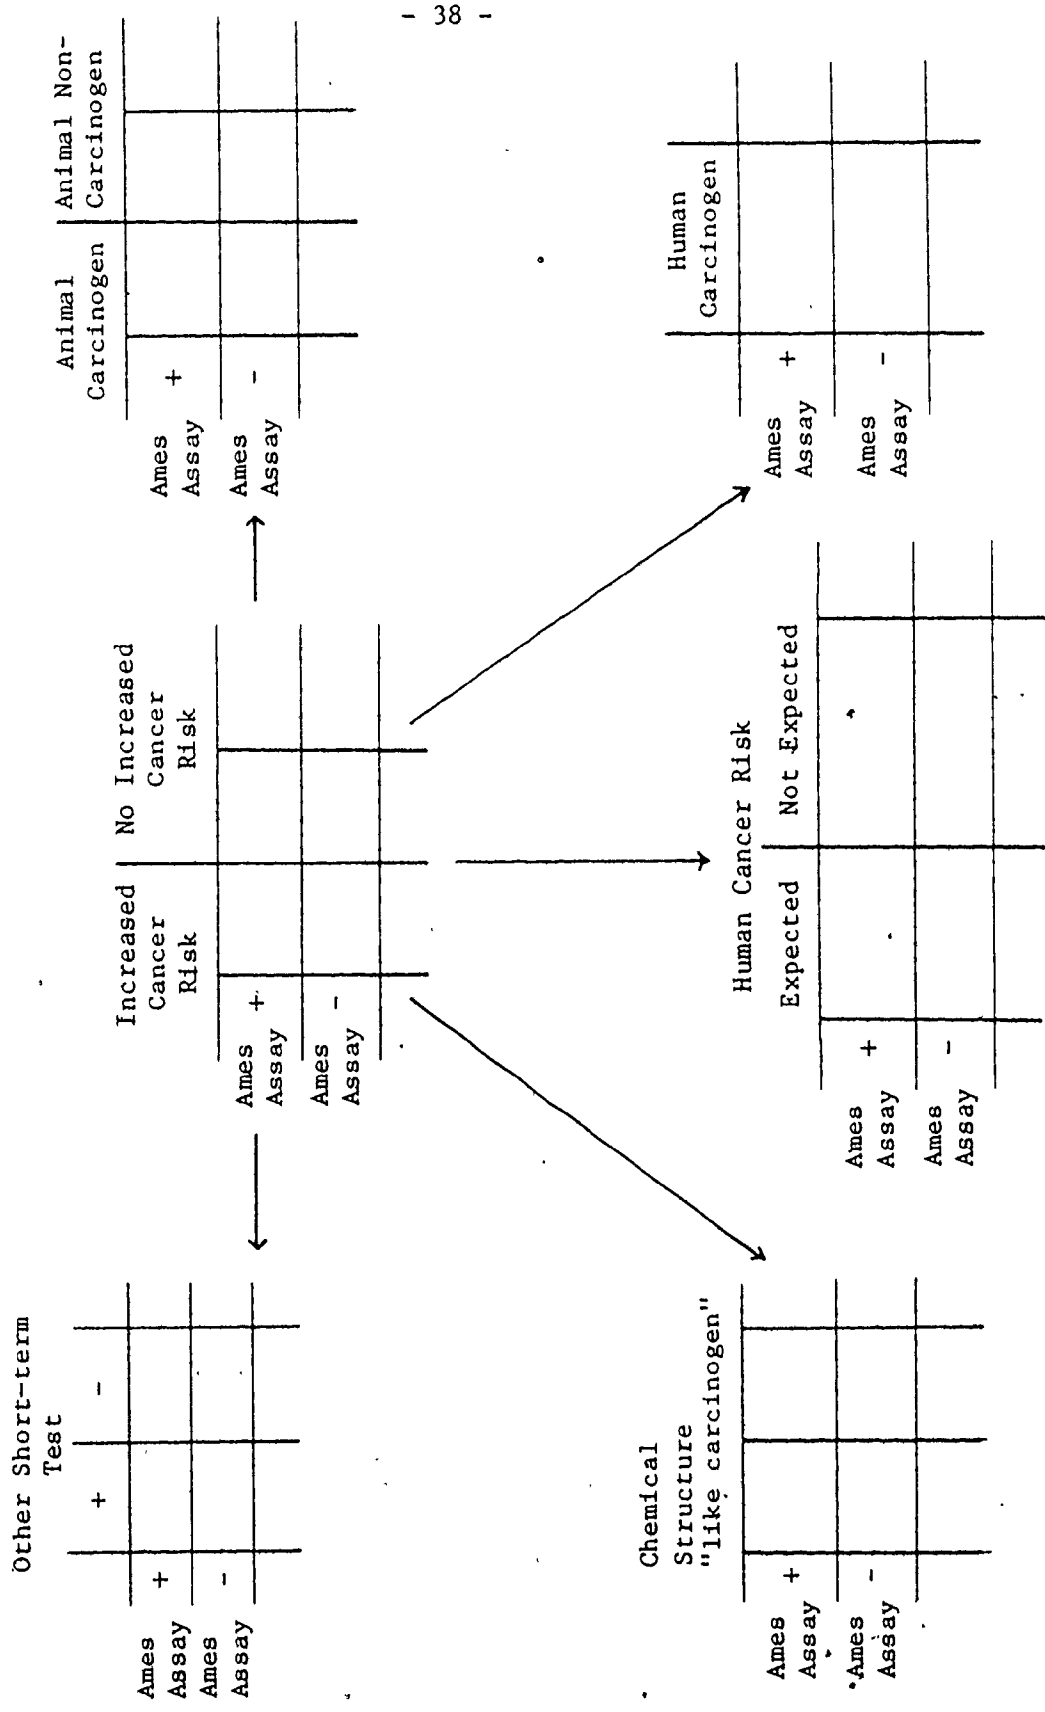 - 38 -
Other Short-term
Test
+ -
Ames
Assay +
Ames
Assay -
Increased
Cancer
Risk
No Increased
Cancer
Risk
Ames
Assay +
Ames
Assay -
Animal
Carcinogen
Animal Non-
Carcinogen
Ames
Assay +
Ames
Assay -
Chemical
Structure
"like carcinogen"
Ames
Assay +
Ames
Assay -
Human Cancer Risk
Expected Not Expected
Ames
Assay +
Ames
Assay -
Human
Carcinogen
Ames
Assay +
Ames
Assay -